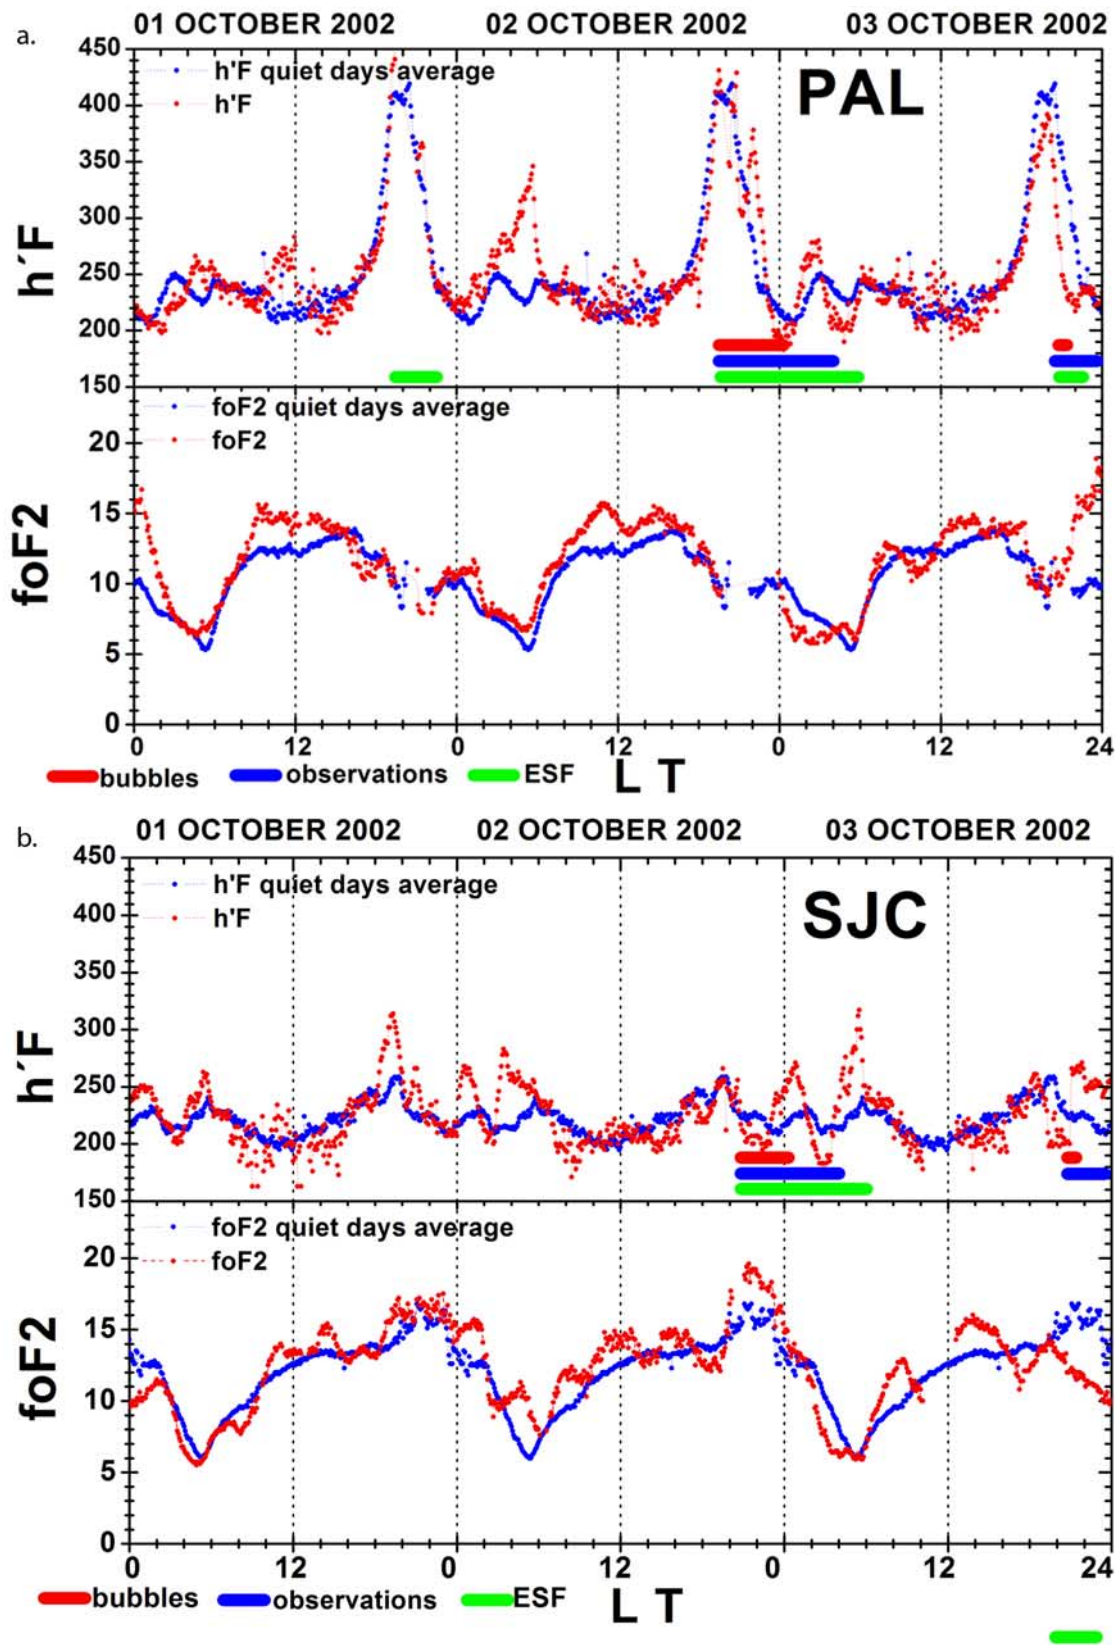 a.
01 OCTOBER 2002 02 OCTOBER 2002 03 OCTOBER 2002
450
400
350
300
250
200
150
h´F
h'F quiet days average
h'F
PAL
20
15
10
5
0
foF2
foF2 quiet days average
foF2
0 12 0 12 0 12 24
bubbles observations ESF
L T
b.
01 OCTOBER 2002 02 OCTOBER 2002 03 OCTOBER 2002
450
400
350
300
250
200
150
h´F
h'F quiet days average
h'F
SJC
20
15
10
5
0
foF2
foF2 quiet days average
foF2
0 12 0 12 0 12 24
bubbles observations ESF
L T